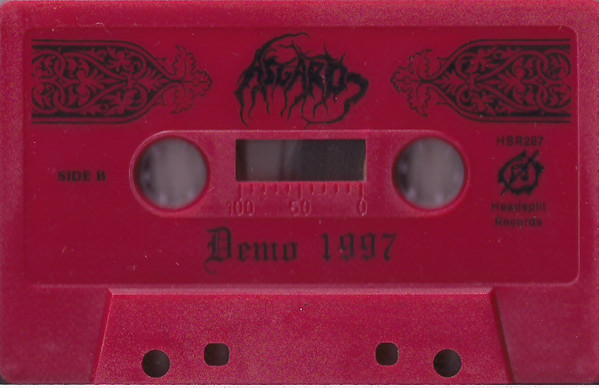 ASGARD
HSR287
SIDE B
Headsplit
Records
100 50 0
Demo 1997